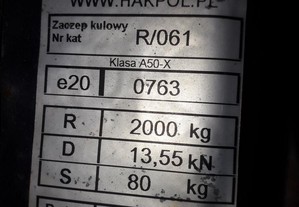 WWW.HAKPOL.PL
Zaczep kulowy
Nr kat R/061
Klasa A50-X
e20 0763
R 2000 kg
D 13,55 kN
S 80 kg